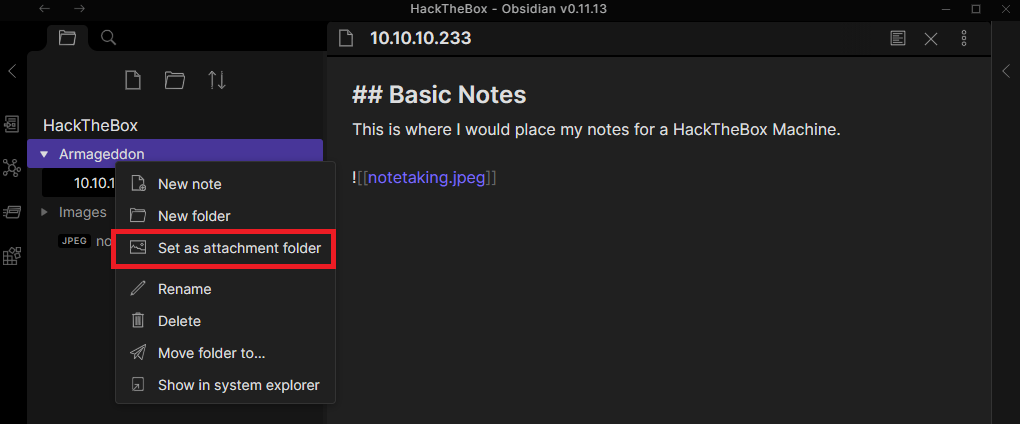 HackTheBox - Obsidian v0.11.13
10.10.10.233
HackTheBox
Armageddon
10.10.1
Images
JPEG no
New note
New folder
Set as attachment folder
Rename
Delete
Move folder to...
Show in system explorer
## Basic Notes
This is where I would place my notes for a HackTheBox Machine.
![[notetaking.jpeg]]